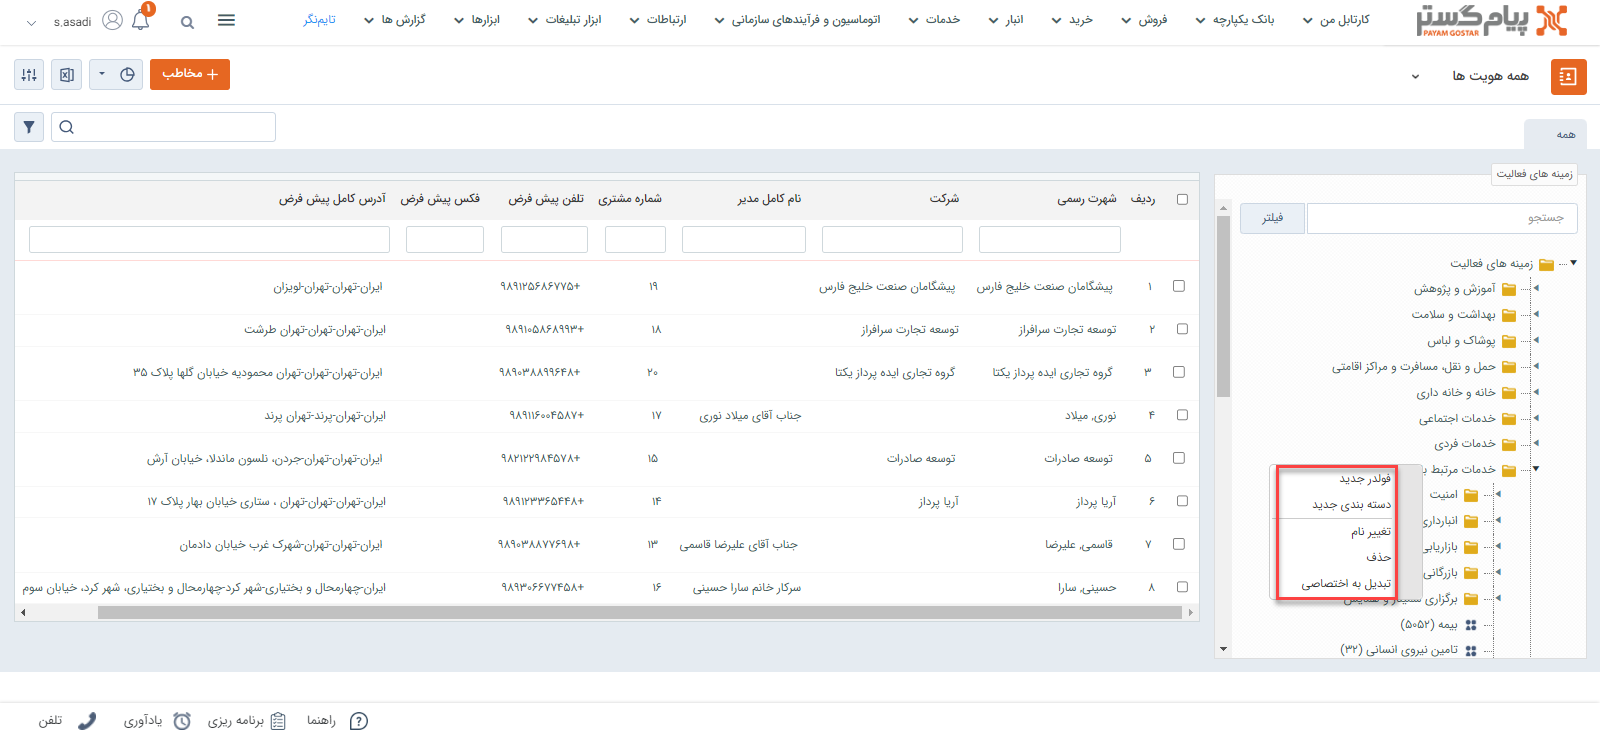 پیام‌گستر
PAYAM GOSTAR
کارتابل من
بانک یکپارچه
فروش
خرید
انبار
خدمات
اتوماسیون و فرآیندهای سازمانی
ارتباطات
ابزار تبلیغات
ابزارها
گزارش ها
تایم‌نگر
۱
s.asadi
همه هویت ها
+ مخاطب
همه
زمینه های فعالیت
جستجو
فیلتر
زمینه های فعالیت
آموزش و پژوهش
بهداشت و سلامت
پوشاک و لباس
حمل و نقل، مسافرت و مراکز اقامتی
خانه و خانه داری
خدمات اجتماعی
خدمات فردی
خدمات مرتبط
امنیت
انبارداری
بازاریابی
بازرگانی
برگزاری
بیمه (۵۰۵۲)
تامین نیروی انسانی (۳۲)
فولدر جدید
دسته بندی جدید
تغییر نام
حذف
تبدیل به اختصاصی
ردیف شهرت رسمی شرکت نام کامل مدیر شماره مشتری تلفن پیش فرض فکس پیش فرض آدرس کامل پیش فرض
۱ پیشگامان صنعت خلیج فارس پیشگامان صنعت خلیج فارس ۱۹ ۹۸۹۱۲۵۶۸۶۷۷۵+ ایران-تهران-تهران-لویزان
۲ توسعه تجارت سرافراز توسعه تجارت سرافراز ۱۸ ۹۸۹۱۰۵۸۶۸۹۹۳+ ایران-تهران-تهران-تهران طرشت
۳ گروه تجاری ایده پرداز یکتا گروه تجاری ایده پرداز یکتا ۲۰ ۹۸۹۰۳۸۸۹۹۶۴۸+ ایران-تهران-تهران-تهران محمودیه خیابان گلها پلاک ۳۵
۴ نوری, میلاد جناب آقای میلاد نوری ۱۷ ۹۸۹۱۱۶۰۰۴۵۸۷+ ایران-تهران-پرند-تهران پرند
۵ توسعه صادرات توسعه صادرات ۱۵ ۹۸۲۱۲۲۹۸۴۵۷۸+ ایران-تهران-تهران-جردن، نلسون ماندلا، خیابان آرش
۶ آریا پرداز آریا پرداز ۱۴ ۹۸۹۱۲۳۳۶۵۴۴۸+ ایران-تهران-تهران-تهران ، ستاری خیابان بهار پلاک ۱۷
۷ قاسمی, علیرضا جناب آقای علیرضا قاسمی ۱۳ ۹۸۹۰۳۸۸۷۷۶۹۸+ ایران-تهران-تهران-شهرک غرب خیابان دادمان
۸ حسینی, سارا سرکار خانم سارا حسینی ۱۶ ۹۸۹۳۰۶۶۷۷۴۵۸+ ایران-چهارمحال و بختیاری-شهر کرد-چهارمحال و بختیاری، شهر کرد، خیابان سوم
راهنما
برنامه ریزی
یادآوری
تلفن